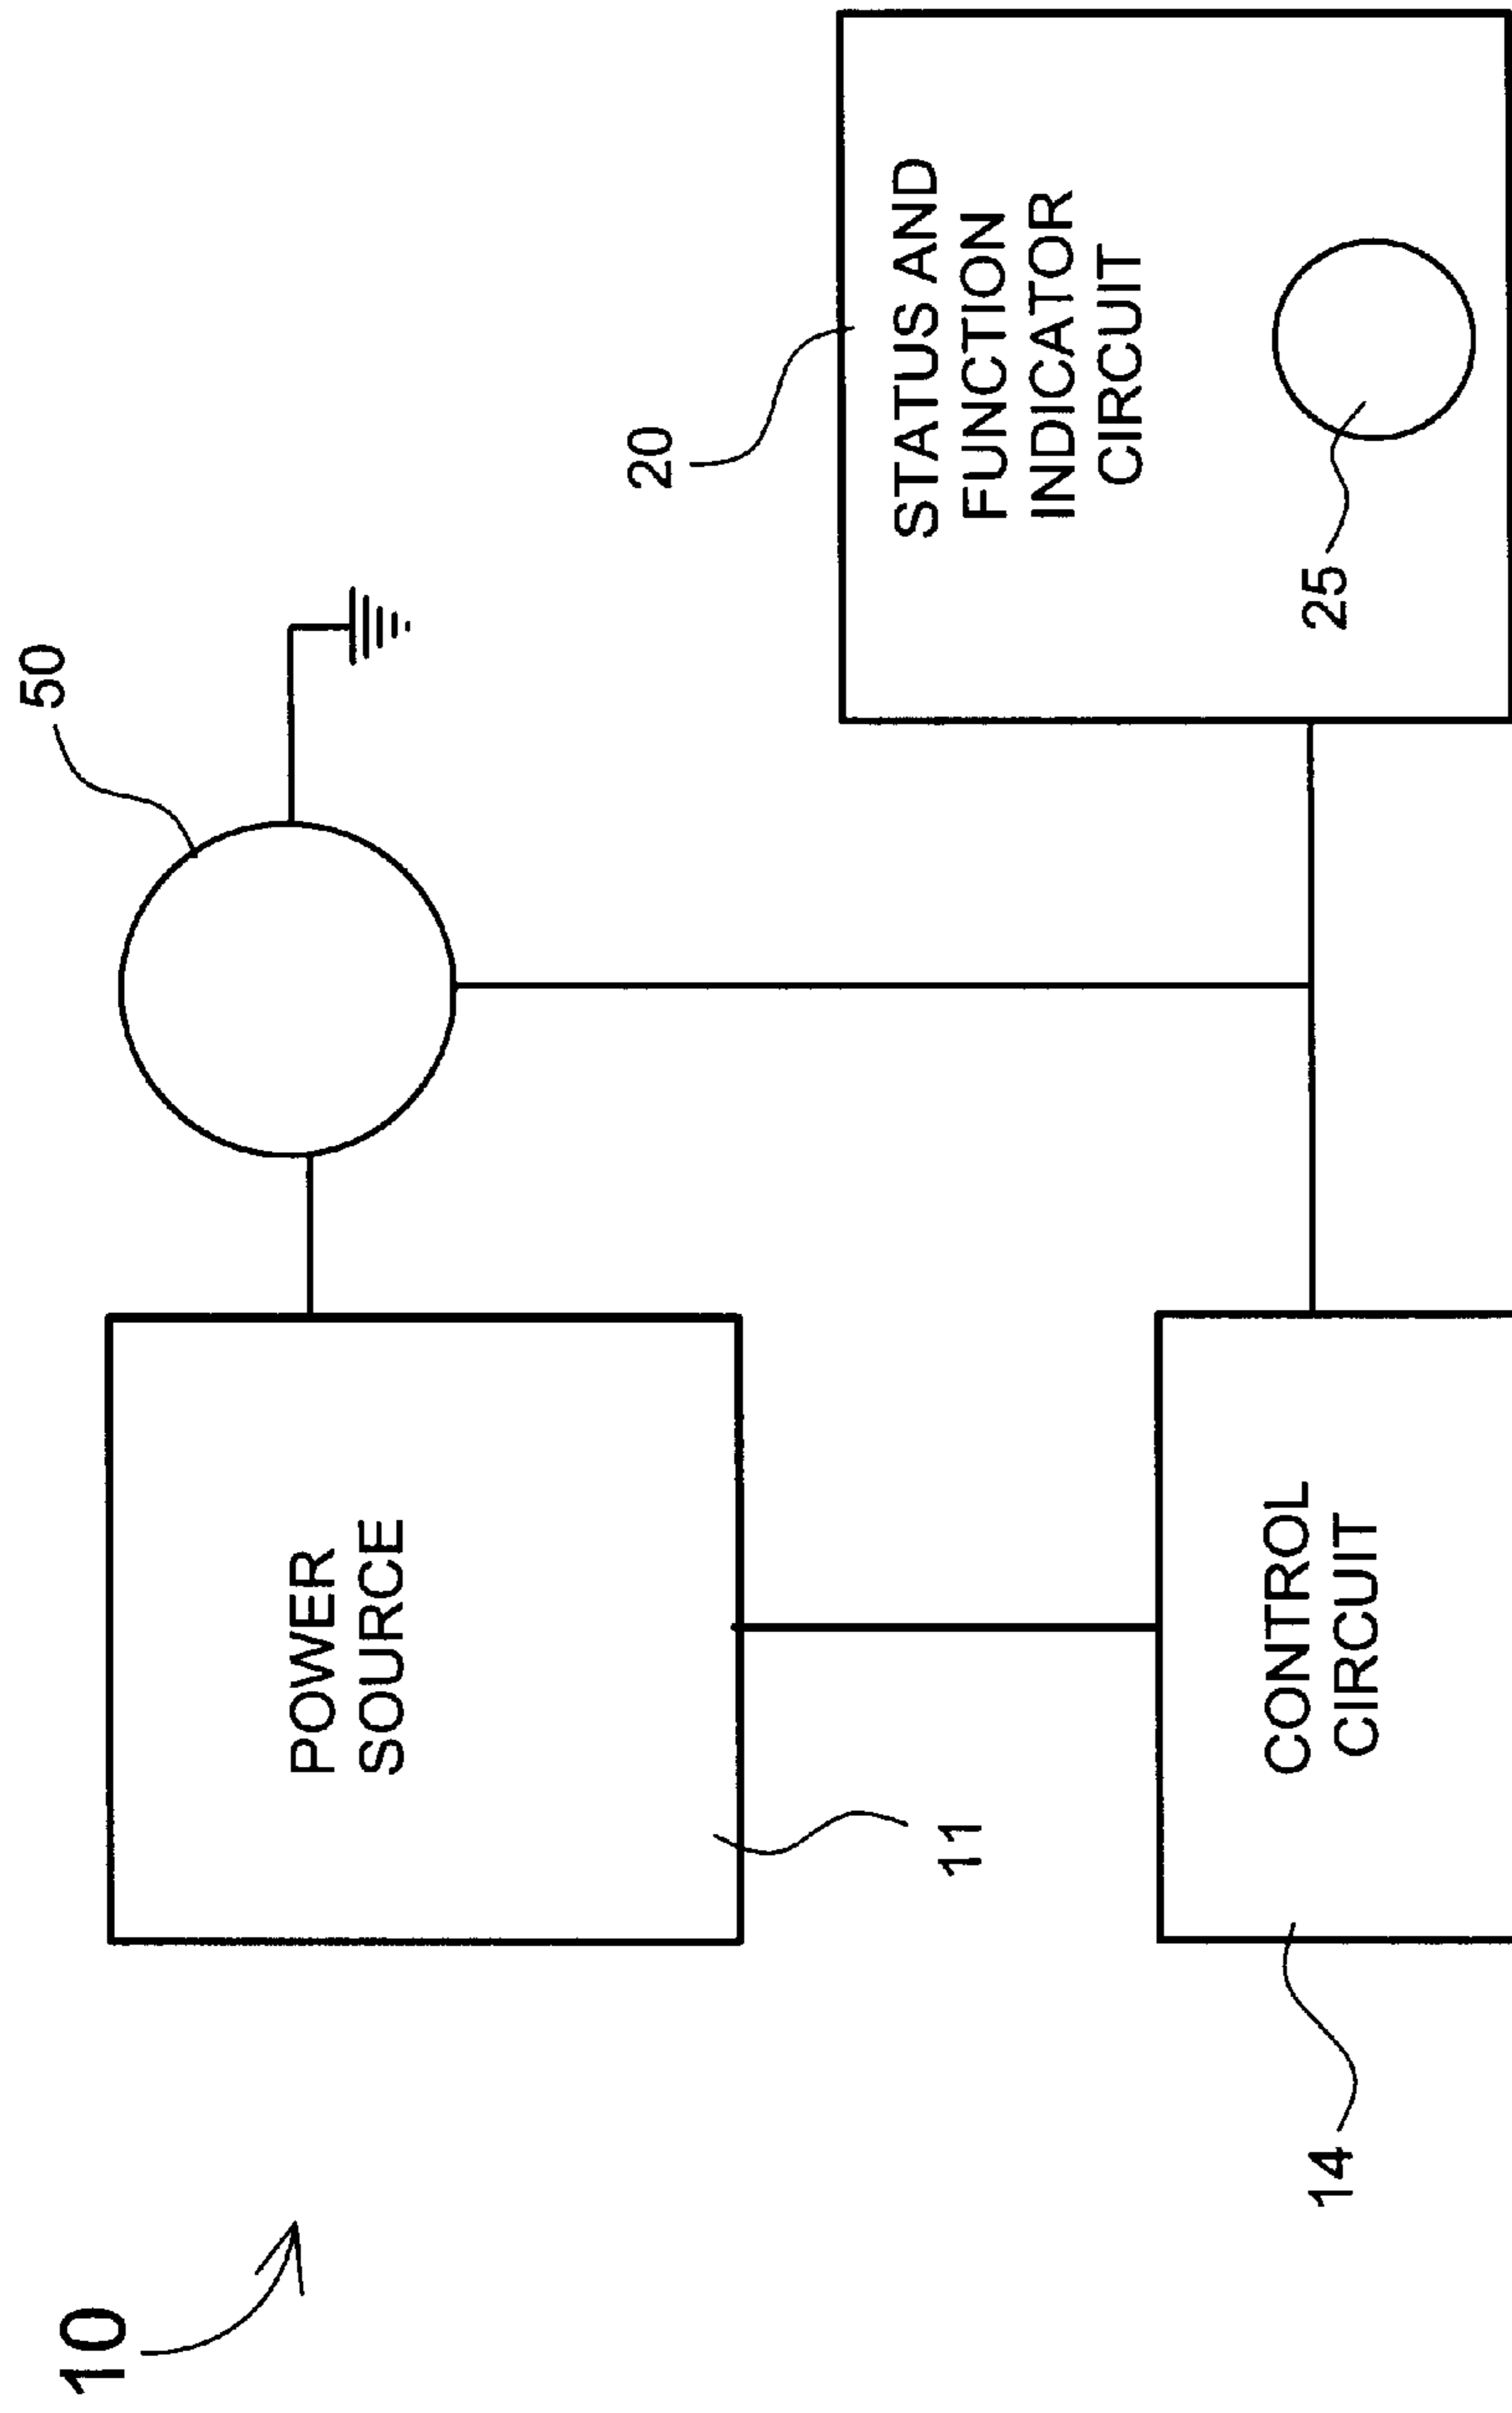 10
50
20
POWER
SOURCE
11
STATUS AND
FUNCTION
INDICATOR
CIRCUIT
25
CONTROL
CIRCUIT
14